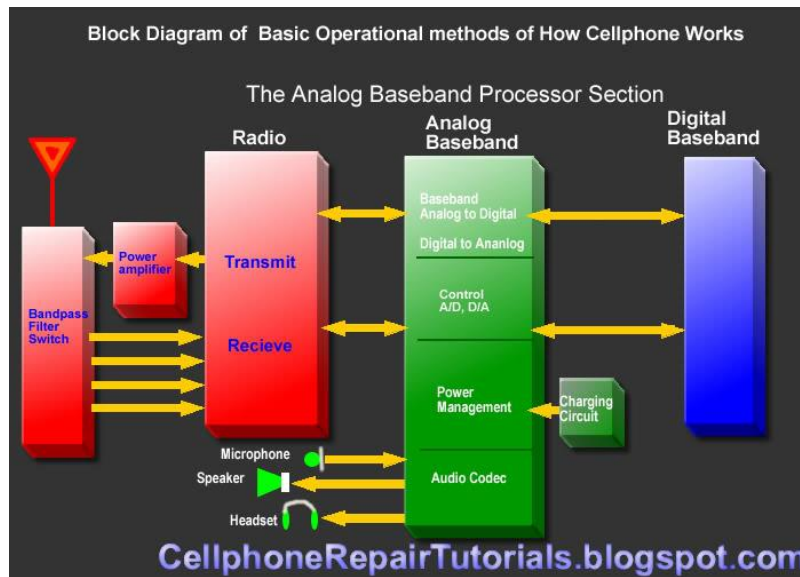 Block Diagram of Basic Operational methods of How Cellphone Works
The Analog Baseband Processor Section
Radio
Analog
Baseband
Digital
Baseband
Baseband
Analog to Digital
Digital to Ananlog
Power
amplifier
Transmit
Bandpass
Filter
Switch
Control
A/D, D/A
Recieve
Power
Management
Charging
Circuit
Microphone
Speaker
Audio Codec
Headset
CellphoneRepairTutorials.blogspot.com